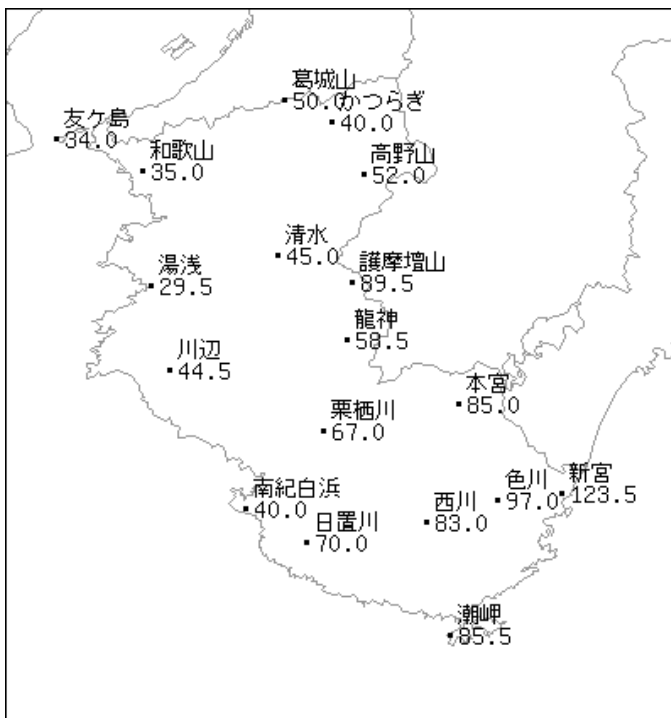 葛城山
50.0
かつらぎ
40.0
友ケ島
34.0
和歌山
35.0
高野山
52.0
清水
45.0
護摩壇山
89.5
湯浅
29.5
龍神
58.5
川辺
44.5
本宮
85.0
栗栖川
67.0
南紀白浜
40.0
日置川
70.0
西川
83.0
色川
97.0
新宮
123.5
潮岬
85.5